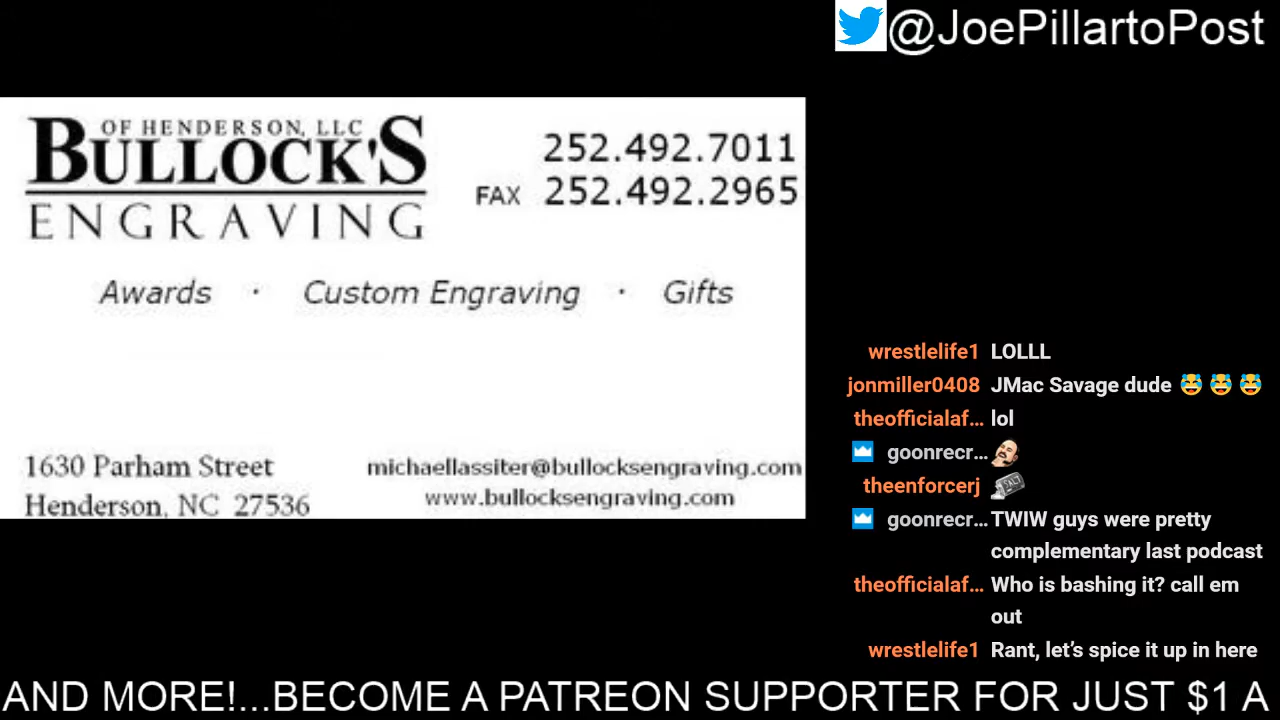 @JoePillartoPost
OF HENDERSON, LLC
BULLOCK'S
ENGRAVING
252.492.7011
FAX 252.492.2965
Awards · Custom Engraving · Gifts
1630 Parham Street
Henderson, NC 27536
michaellassiter@bullocksengraving.com
www.bullocksengraving.com
wrestlelife1 LOLLL
jonmiller0408 JMac Savage dude 😹 😹 😹
theofficialaf... lol
goonrecr...
theenforcerj SALT
goonrecr... TWIW guys were pretty
complementary last podcast
theofficialaf... Who is bashing it? call em
out
wrestlelife1 Rant, let's spice it up in here
AND MORE!...BECOME A PATREON SUPPORTER FOR JUST $1 A